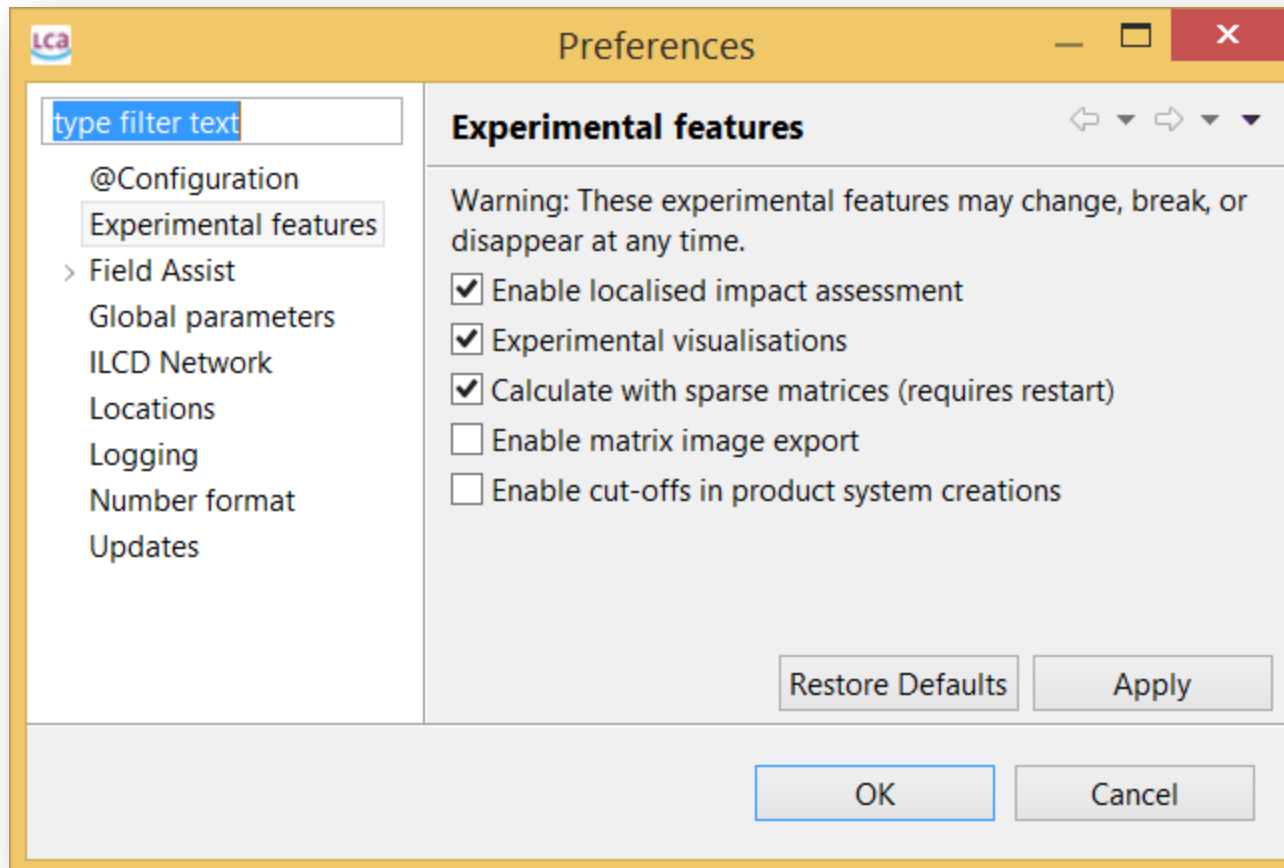 LCa
Preferences
type filter text
@Configuration
Experimental features
Field Assist
Global parameters
ILCD Network
Locations
Logging
Number format
Updates
Experimental features
Warning: These experimental features may change, break, or
disappear at any time.
Enable localised impact assessment
Experimental visualisations
Calculate with sparse matrices (requires restart)
Enable matrix image export
Enable cut-offs in product system creations
Restore Defaults
Apply
OK
Cancel